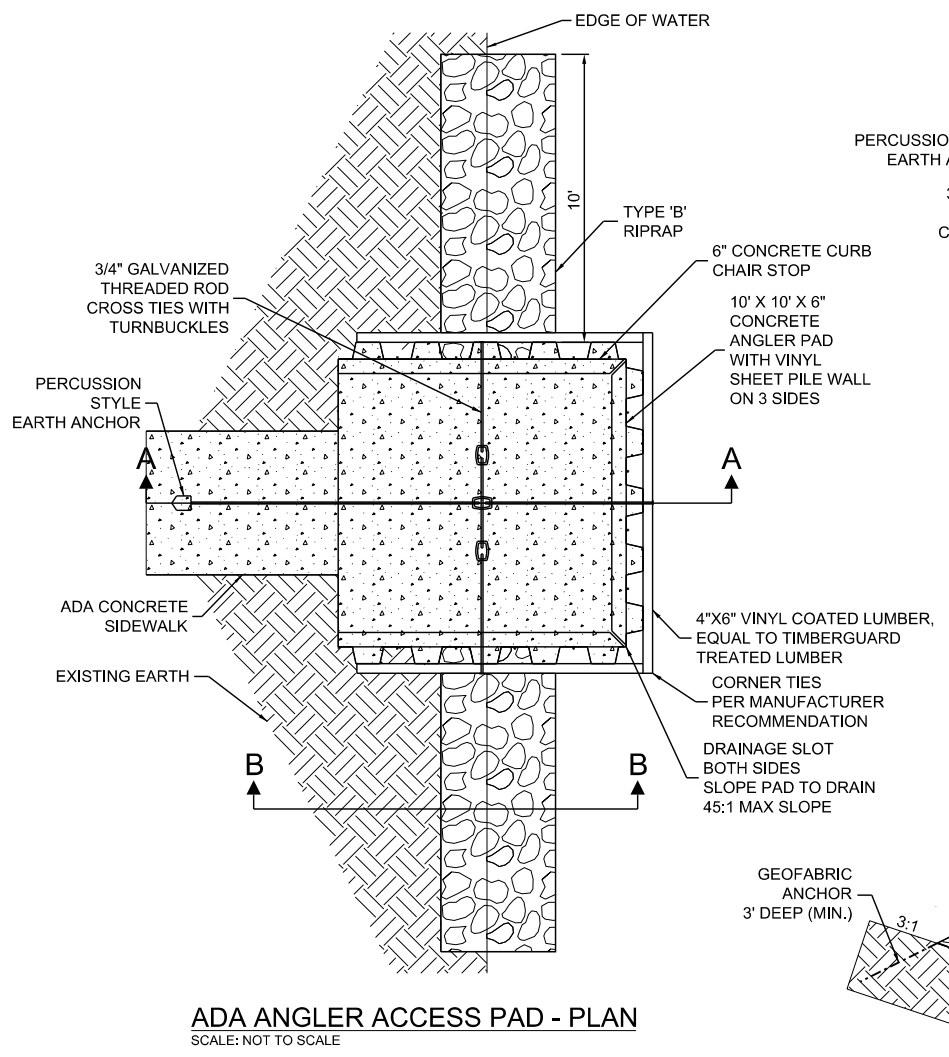 EDGE OF WATER
10'
TYPE 'B'
RIPRAP
6" CONCRETE CURB
CHAIR STOP
10' X 10' X 6"
CONCRETE
ANGLER PAD
WITH VINYL
SHEET PILE WALL
ON 3 SIDES
3/4" GALVANIZED
THREADED ROD
CROSS TIES WITH
TURNBUCKLES
PERCUSSION
STYLE
EARTH ANCHOR
A
A
ADA CONCRETE
SIDEWALK
EXISTING EARTH
4"X6" VINYL COATED LUMBER,
EQUAL TO TIMBERGUARD
TREATED LUMBER
CORNER TIES
PER MANUFACTURER
RECOMMENDATION
DRAINAGE SLOT
BOTH SIDES
SLOPE PAD TO DRAIN
45:1 MAX SLOPE
B
B
GEOFABRIC
ANCHOR
3' DEEP (MIN.)
3:1
ADA ANGLER ACCESS PAD - PLAN
SCALE: NOT TO SCALE
EARTH